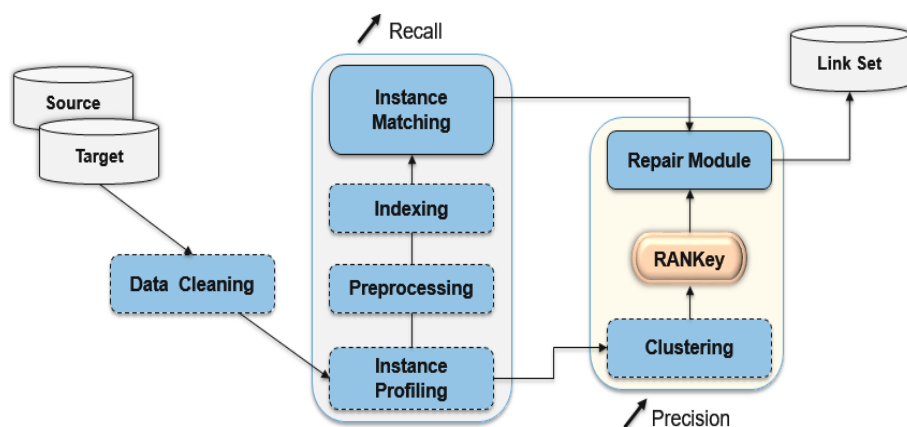 Recall
Source
Target
Data Cleaning
Instance
Matching
Indexing
Preprocessing
Instance
Profiling
Link Set
Repair Module
RANKey
Clustering
Precision